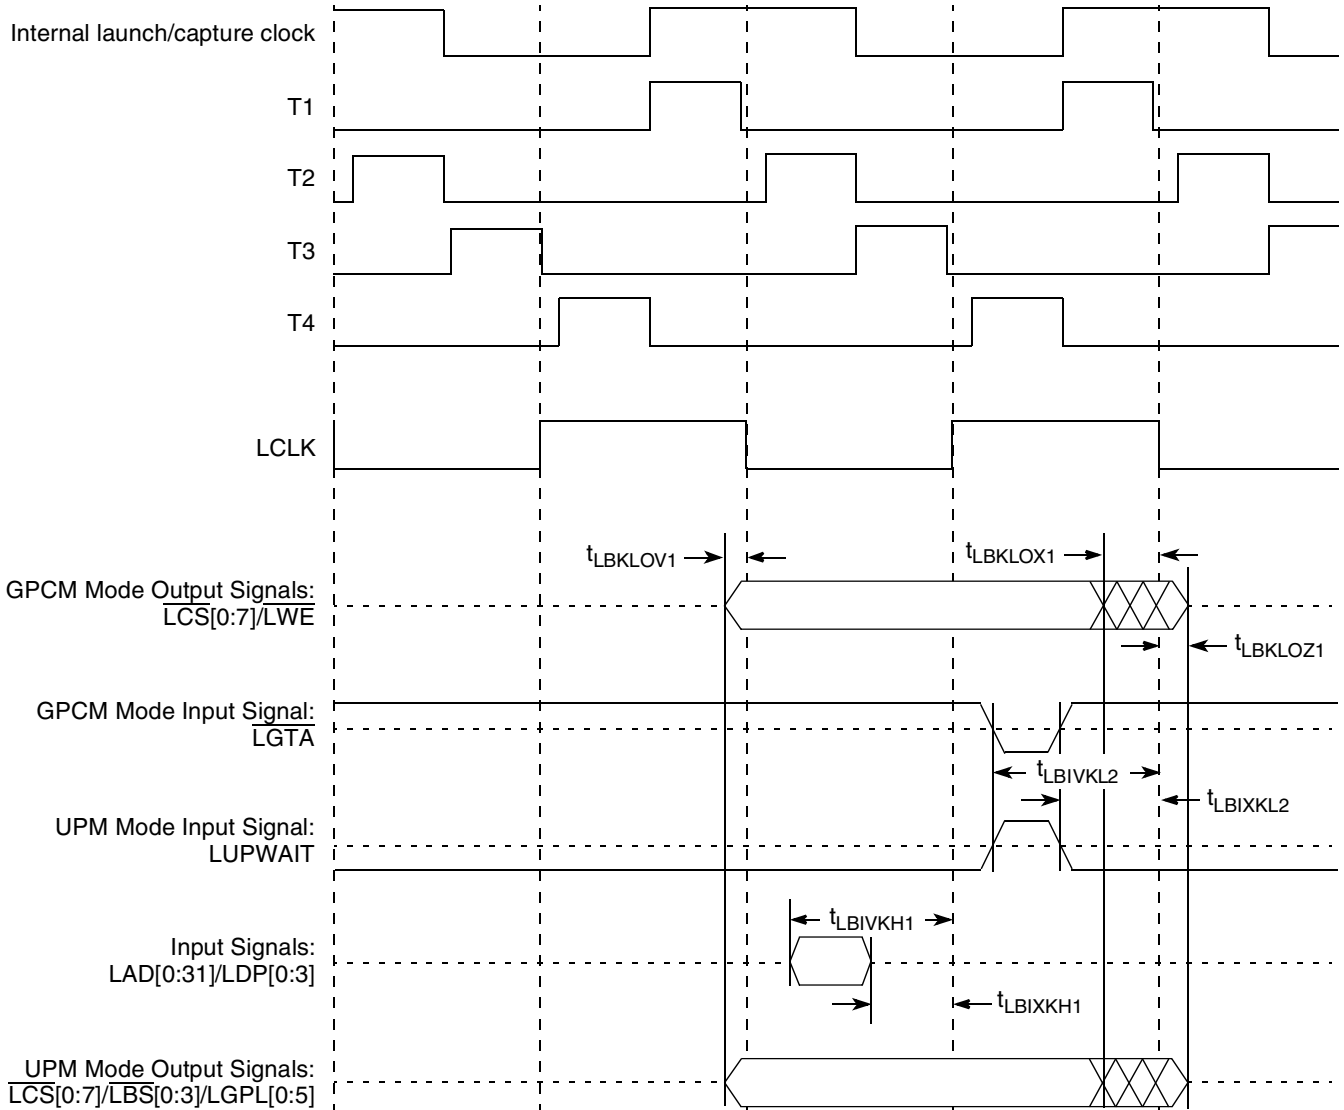 Internal launch/capture clock
T1
T2
T3
T4
LCLK
tLBKLOV1
tLBKLOX1
GPCM Mode Output Signals:
LCS[0:7]/LWE
tLBKLOZ1
GPCM Mode Input Signal:
LGTA
tLBIVKL2
tLBIXKL2
UPM Mode Input Signal:
LUPWAIT
tLBIVKH1
Input Signals:
LAD[0:31]/LDP[0:3]
tLBIXKH1
UPM Mode Output Signals:
LCS[0:7]/LBS[0:3]/LGPL[0:5]